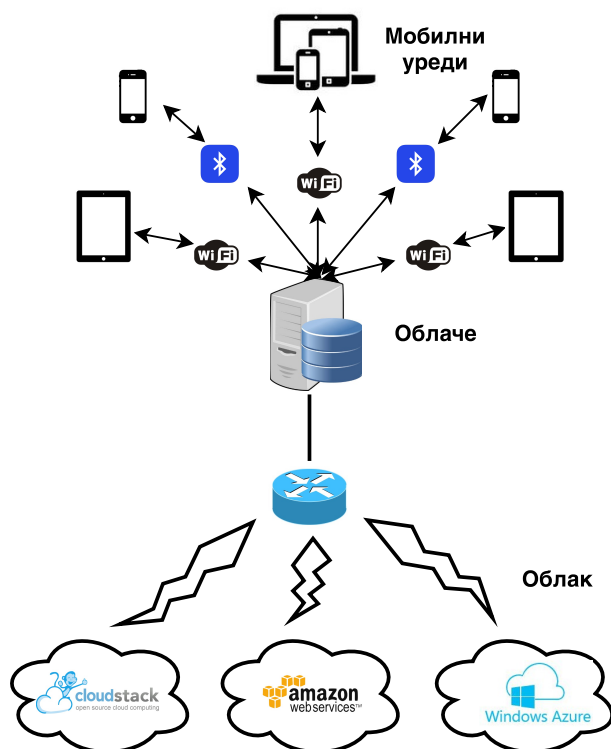 Мобилни
уреди
WiFi
WiFi
WiFi
Облаче
Облак
cloudstack
open source cloud computing
amazon
webservices™
Windows Azure